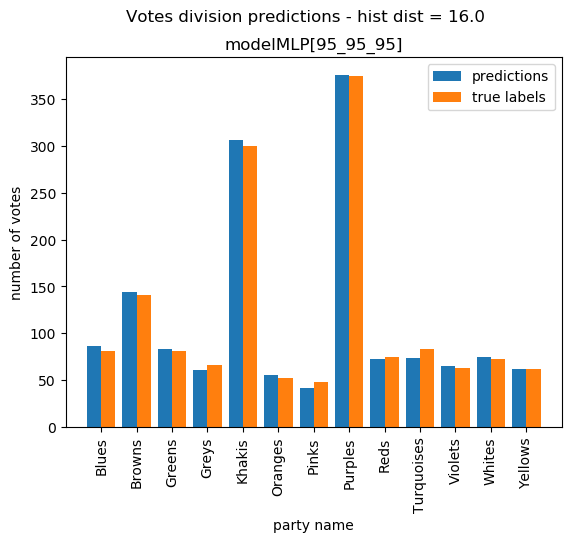 Votes division predictions - hist dist = 16.0
modelMLP[95_95_95]
predictions
true labels
number of votes
350
300
250
200
150
100
50
0
Blues
Browns
Greens
Greys
Khakis
Oranges
Pinks
Purples
Reds
Turquoises
Violets
Whites
Yellows
party name